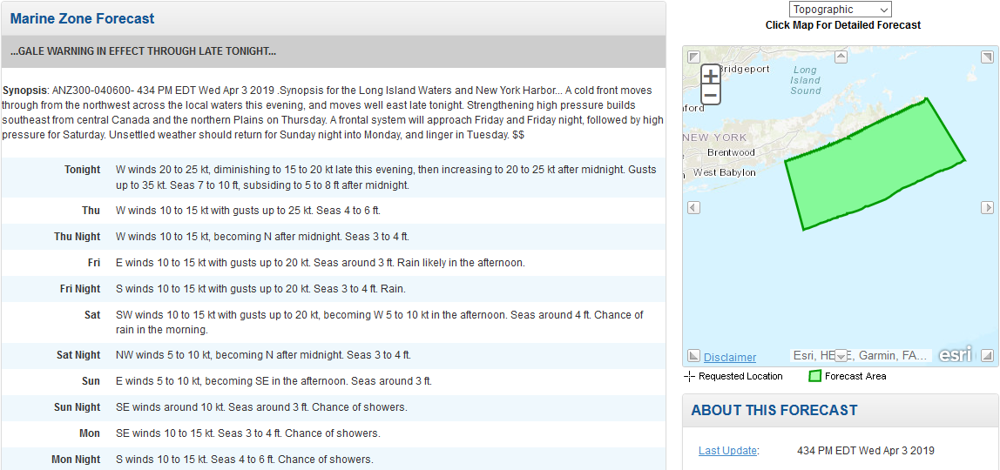 Marine Zone Forecast
...GALE WARNING IN EFFECT THROUGH LATE TONIGHT...
Synopsis: ANZ300-040600- 434 PM EDT Wed Apr 3 2019 .Synopsis for the Long Island Waters and New York Harbor... A cold front moves
through from the northwest across the local waters this evening, and moves well east late tonight. Strengthening high pressure builds
southeast from central Canada and the northern Plains on Thursday. A frontal system will approach Friday and Friday night, followed by high
pressure for Saturday. Unsettled weather should return for Sunday night into Monday, and linger in Tuesday. $$
Tonight W winds 20 to 25 kt, diminishing to 15 to 20 kt late this evening, then increasing to 20 to 25 kt after midnight. Gusts
up to 35 kt. Seas 7 to 10 ft, subsiding to 5 to 8 ft after midnight.
Thu W winds 10 to 15 kt with gusts up to 25 kt. Seas 4 to 6 ft.
Thu Night W winds 10 to 15 kt, becoming N after midnight. Seas 3 to 4 ft.
Fri E winds 10 to 15 kt with gusts up to 20 kt. Seas around 3 ft. Rain likely in the afternoon.
Fri Night S winds 10 to 15 kt with gusts up to 20 kt. Seas 3 to 4 ft. Rain.
Sat SW winds 10 to 15 kt with gusts up to 20 kt, becoming W 5 to 10 kt in the afternoon. Seas around 4 ft. Chance of
rain in the morning.
Sat Night NW winds 5 to 10 kt, becoming N after midnight. Seas 3 to 4 ft.
Sun E winds 5 to 10 kt, becoming SE in the afternoon. Seas around 3 ft.
Sun Night SE winds around 10 kt. Seas around 3 ft. Chance of showers.
Mon SE winds 10 to 15 kt. Seas 3 to 4 ft. Chance of showers.
Mon Night S winds 10 to 15 kt. Seas 4 to 6 ft. Chance of showers.
Topographic
Click Map For Detailed Forecast
Bridgeport
Long
Island
Sound
NEW YORK
Brentwood
West Babylon
Disclaimer
Esri, Garmin, FA...
esri
Requested Location
Forecast Area
ABOUT THIS FORECAST
Last Update: 434 PM EDT Wed Apr 3 2019